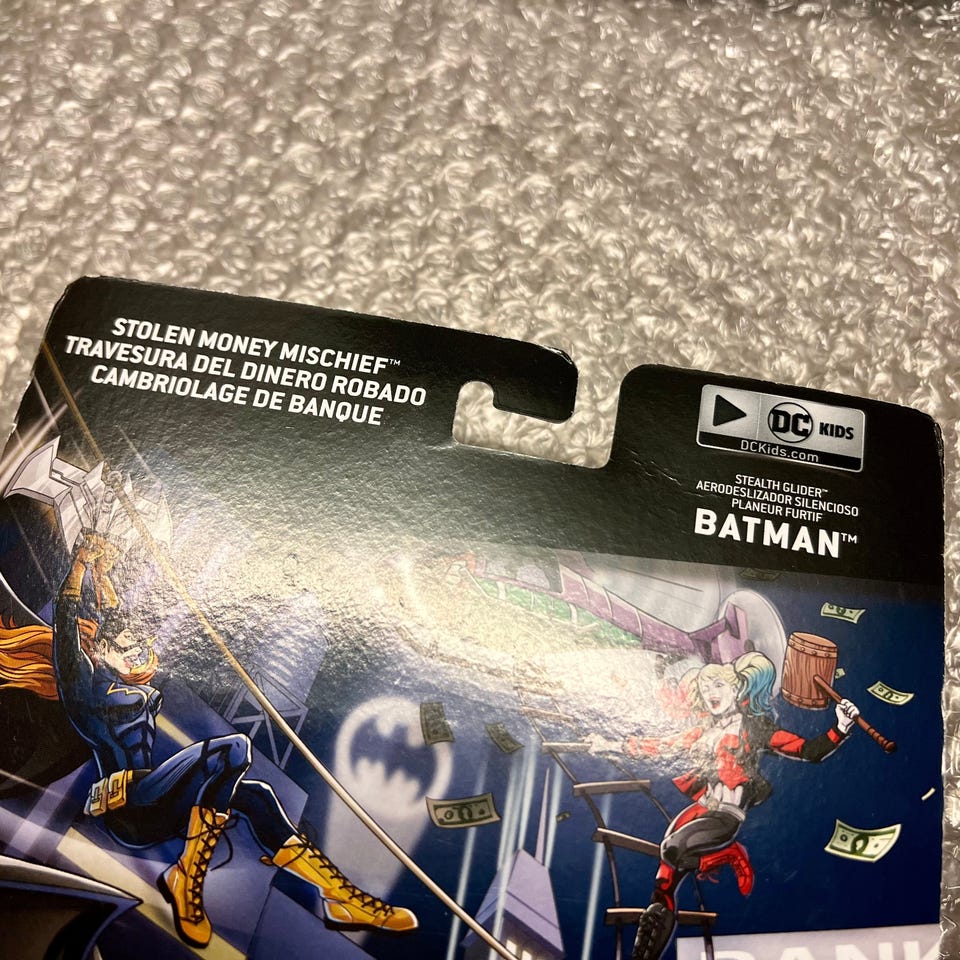 STOLEN MONEY MISCHIEF™
TRAVESURA DEL DINERO ROBADO
CAMBRIOLAGE DE BANQUE
DC KIDS
DCKids.com
STEALTH GLIDER™
AERODESLIZADOR SILENCIOSO
PLANEUR FURTIF
BATMAN™
BANK